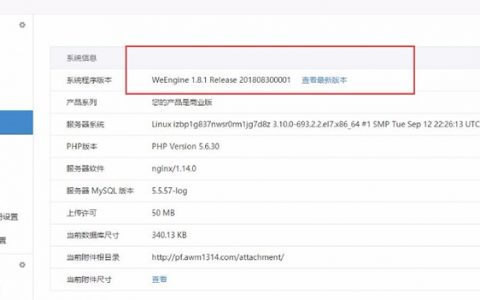 系统信息
系统程序版本 WeEngine 1.8.1 Release 201808300001 查看最新版本
产品系列 您的产品是商业版
服务器系统 Linux izbp1g837nwsr0rm1jg7d8z 3.10.0-693.2.2.el7.x86_64 #1 SMP Tue Sep 12 22:26:13 UTC
PHP版本 PHP Version 5.6.30
服务器软件 nginx/1.14.0
服务器 MySQL 版本 5.5.57-log
上传许可 50 MB
当前数据库尺寸 340.13 KB
设置
当前附件根目录 http://pf.awm1314.com/attachment/
当前附件尺寸 查看